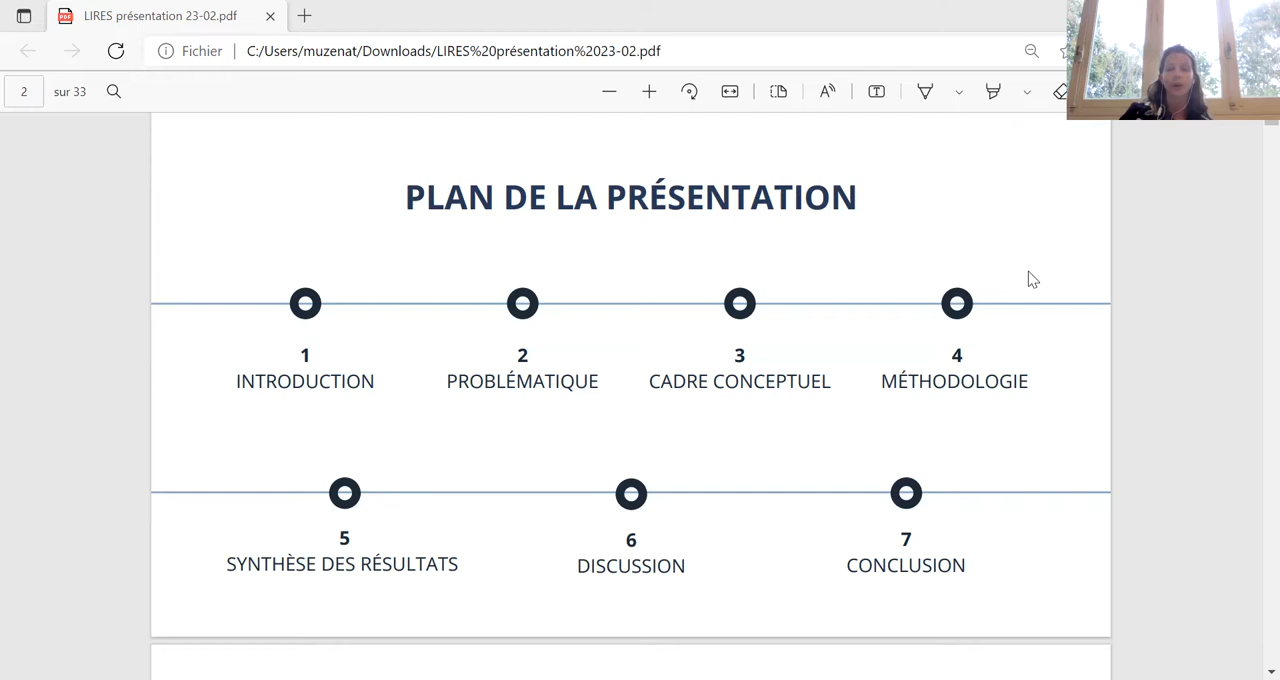 LIRES présentation 23-02.pdf
Fichier
C:/Users/muzenat/Downloads/LIRES%20présentation%2023-02.pdf
2 sur 33
PLAN DE LA PRÉSENTATION
1
INTRODUCTION
2
PROBLÉMATIQUE
3
CADRE CONCEPTUEL
4
MÉTHODOLOGIE
5
SYNTHÈSE DES RÉSULTATS
6
DISCUSSION
7
CONCLUSION